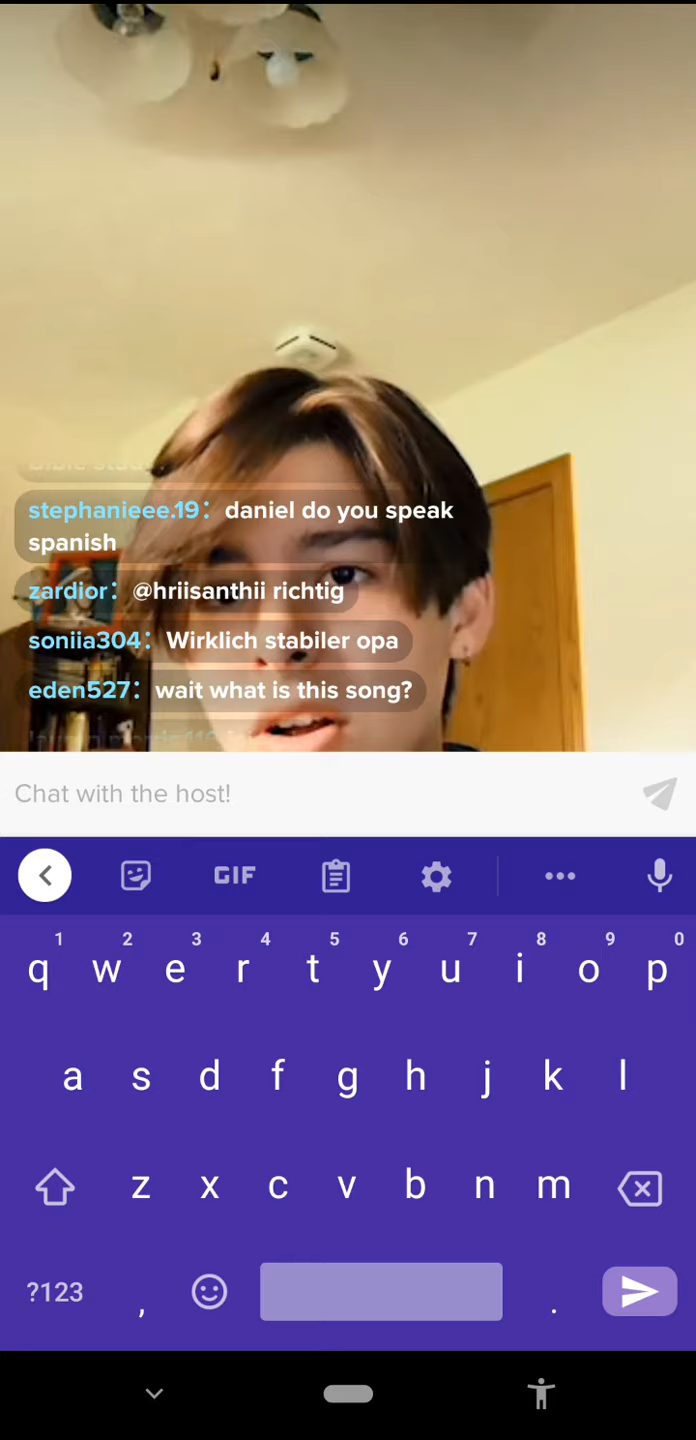 stephanieee.19: daniel do you speak
spanish
zardior: @hriisanthii richtig
soniia304: Wirklich stabiler opa
eden527: wait what is this song?
Chat with the host!
GIF
1 2 3 4 5 6 7 8 9 0
q w e r t y u i o p
a s d f g h j k l
z x c v b n m
?123 , .